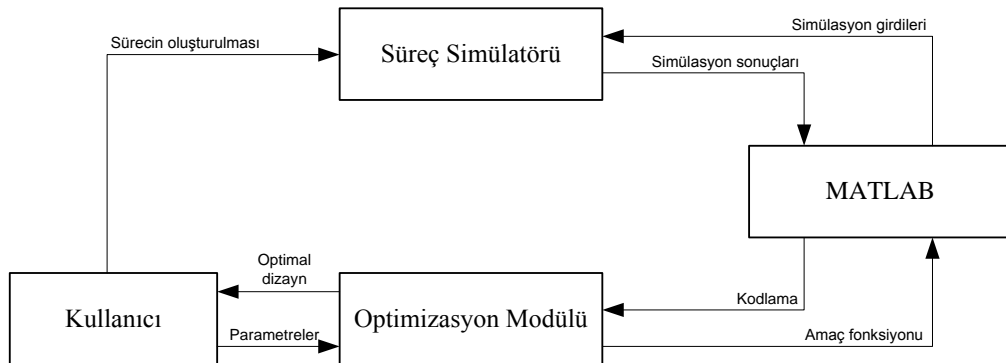 Sürecin oluşturulması
Süreç Simülatörü
Simülasyon girdileri
Simülasyon sonuçları
MATLAB
Optimal
dizayn
Kullanıcı
Parametreler
Optimizasyon Modülü
Kodlama
Amaç fonksiyonu